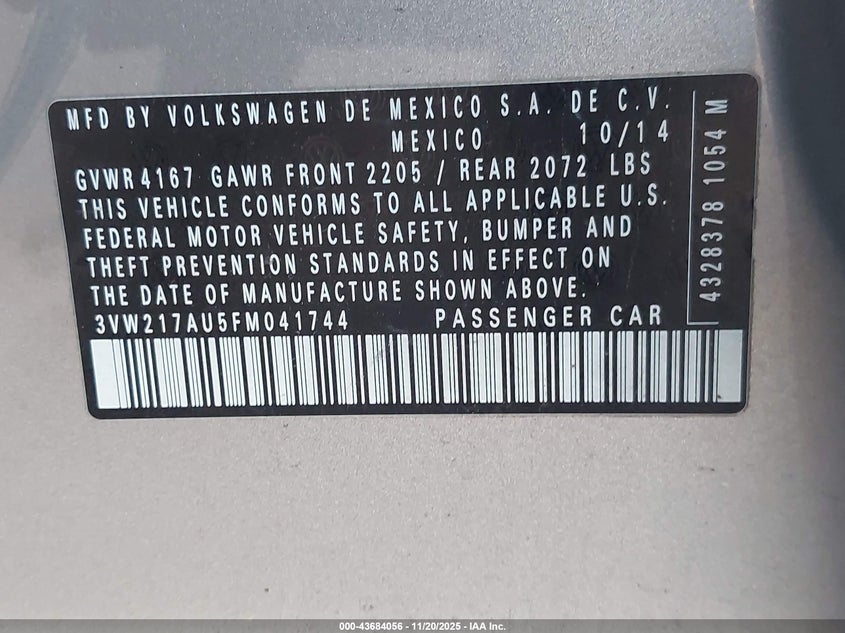 MFD BY VOLKSWAGEN DE MEXICO S.A. DE C.V.
MEXICO 10/14
GVWR 4167 GAWR FRONT 2205 / REAR 2072 LBS
THIS VEHICLE CONFORMS TO ALL APPLICABLE U.S.
FEDERAL MOTOR VEHICLE SAFETY, BUMPER AND
THEFT PREVENTION STANDARDS IN EFFECT ON
THE DATE OF MANUFACTURE SHOWN ABOVE.
3VW217AU5FM041744 PASSENGER CAR
4328378 1054 M
000-43684056 - 11/20/2025 - IAA Inc.